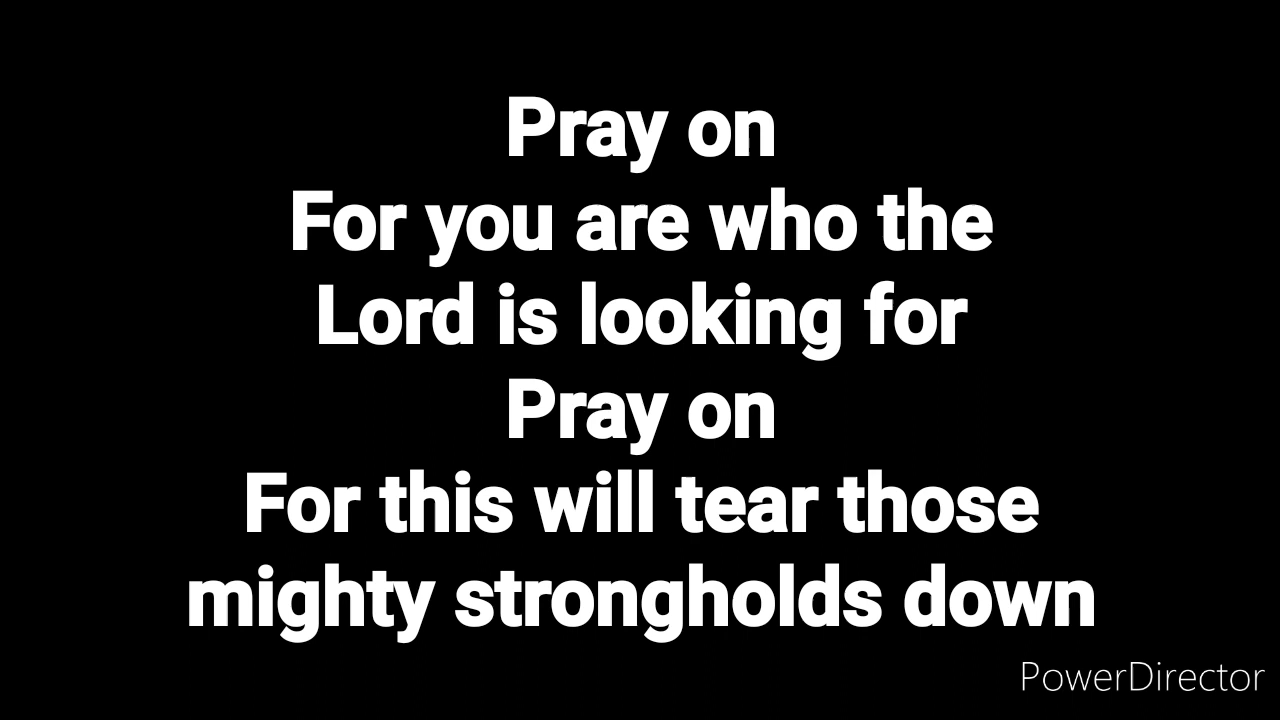 Pray on
For you are who the
Lord is looking for
Pray on
For this will tear those
mighty strongholds down
PowerDirector